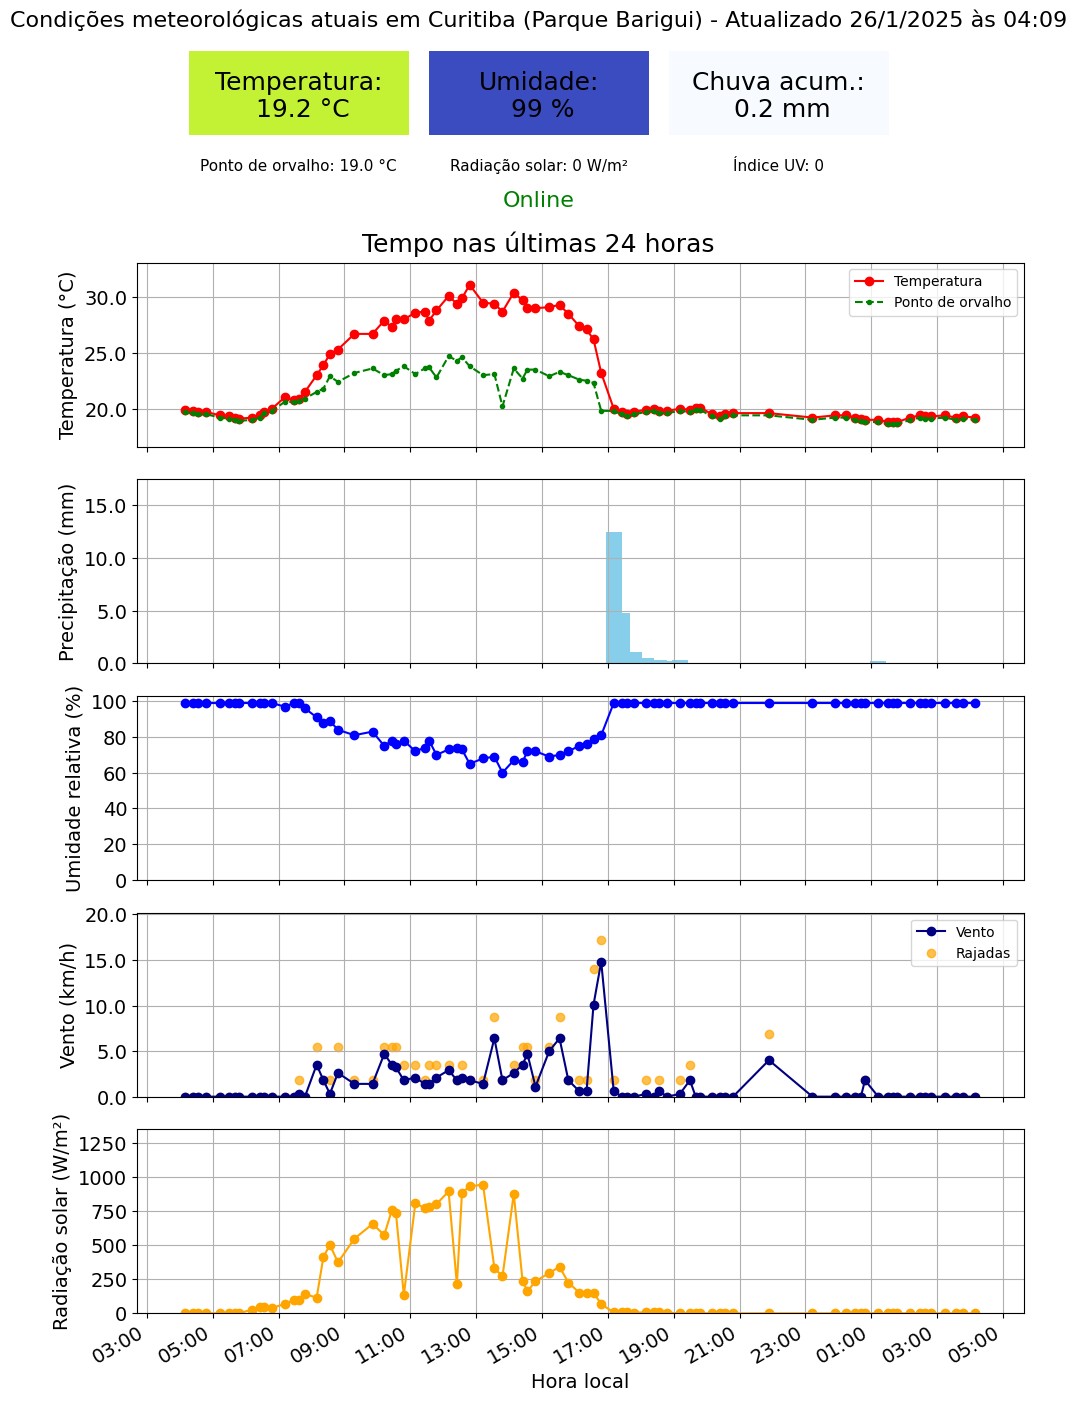 Condições meteorológicas atuais em Curitiba (Parque Barigui) - Atualizado 26/1/2025 às 04:09
Temperatura:
19.2 °C
Umidade:
99 %
Chuva acum.:
0.2 mm
Ponto de orvalho: 19.0 °C
Radiação solar: 0 W/m²
Índice UV: 0
Online
Tempo nas últimas 24 horas
Temperatura (°C)
30.0
25.0
20.0
Temperatura
Ponto de orvalho
Precipitação (mm)
15.0
10.0
5.0
0.0
Umidade relativa (%)
100
80
60
40
20
0
Vento (km/h)
20.0
15.0
10.0
5.0
0.0
Vento
Rajadas
Radiação solar (W/m²)
1250
1000
750
500
250
0
03:00 05:00 07:00 09:00 11:00 13:00 15:00 17:00 19:00 21:00 23:00 01:00 03:00 05:00
Hora local